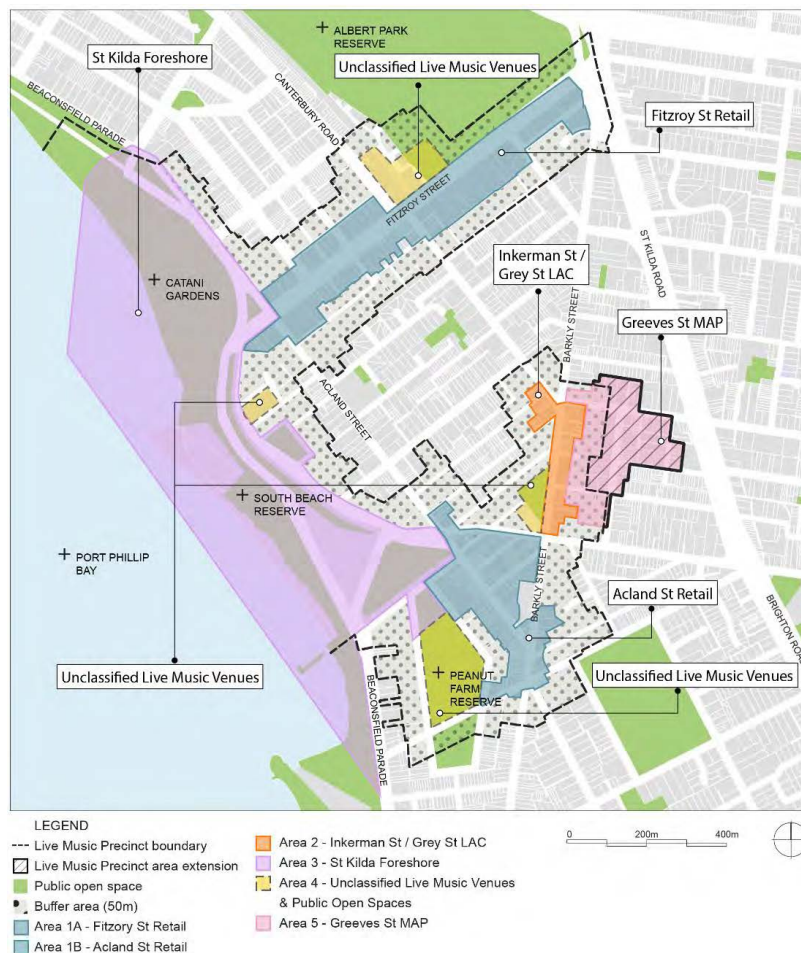 ALBERT PARK
RESERVE
St Kilda Foreshore
Unclassified Live Music Venues
BEACONSFIELD PARADE
CANTERBURY ROAD
Fitzroy St Retail
FITZROY STREET
Inkerman St /
Grey St LAC
ST KILDA ROAD
CATANI
GARDENS
BARKLY STREET
Greeves St MAP
ACLAND STREET
SOUTH BEACH
RESERVE
PORT PHILLIP
BAY
BARKLY STREET
Acland St Retail
BRIGHTON ROAD
Unclassified Live Music Venues
PEANUT
FARM
RESERVE
Unclassified Live Music Venues
BEACONSFIELD PARADE
LEGEND
Live Music Precinct boundary
Live Music Precinct area extension
Public open space
Buffer area (50m)
Area 1A - Fitzory St Retail
Area 1B - Acland St Retail
Area 2 - Inkerman St / Grey St LAC
Area 3 - St Kilda Foreshore
Area 4 - Unclassified Live Music Venues
& Public Open Spaces
Area 5 - Greeves St MAP
0 200m 400m